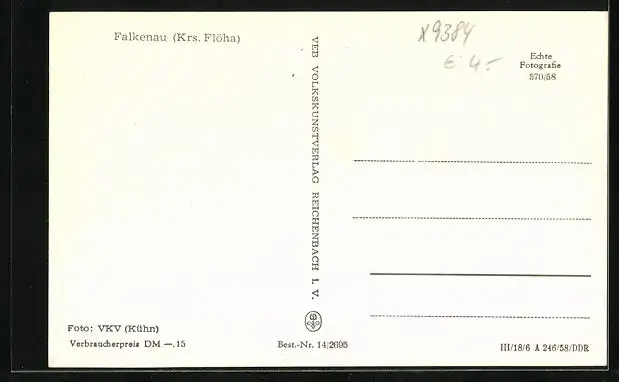 Falkenau (Krs. Flöha)
VEB VOLKSKUNSTVERLAG REICHENBACH I. V.
X9384
€ 4.-
Echte
Fotografie
570/58
Foto: VKV (Kühn)
Verbraucherpreis DM —.15
Best.-Nr. 14/2695
III/18/6 A 246/58/DDR